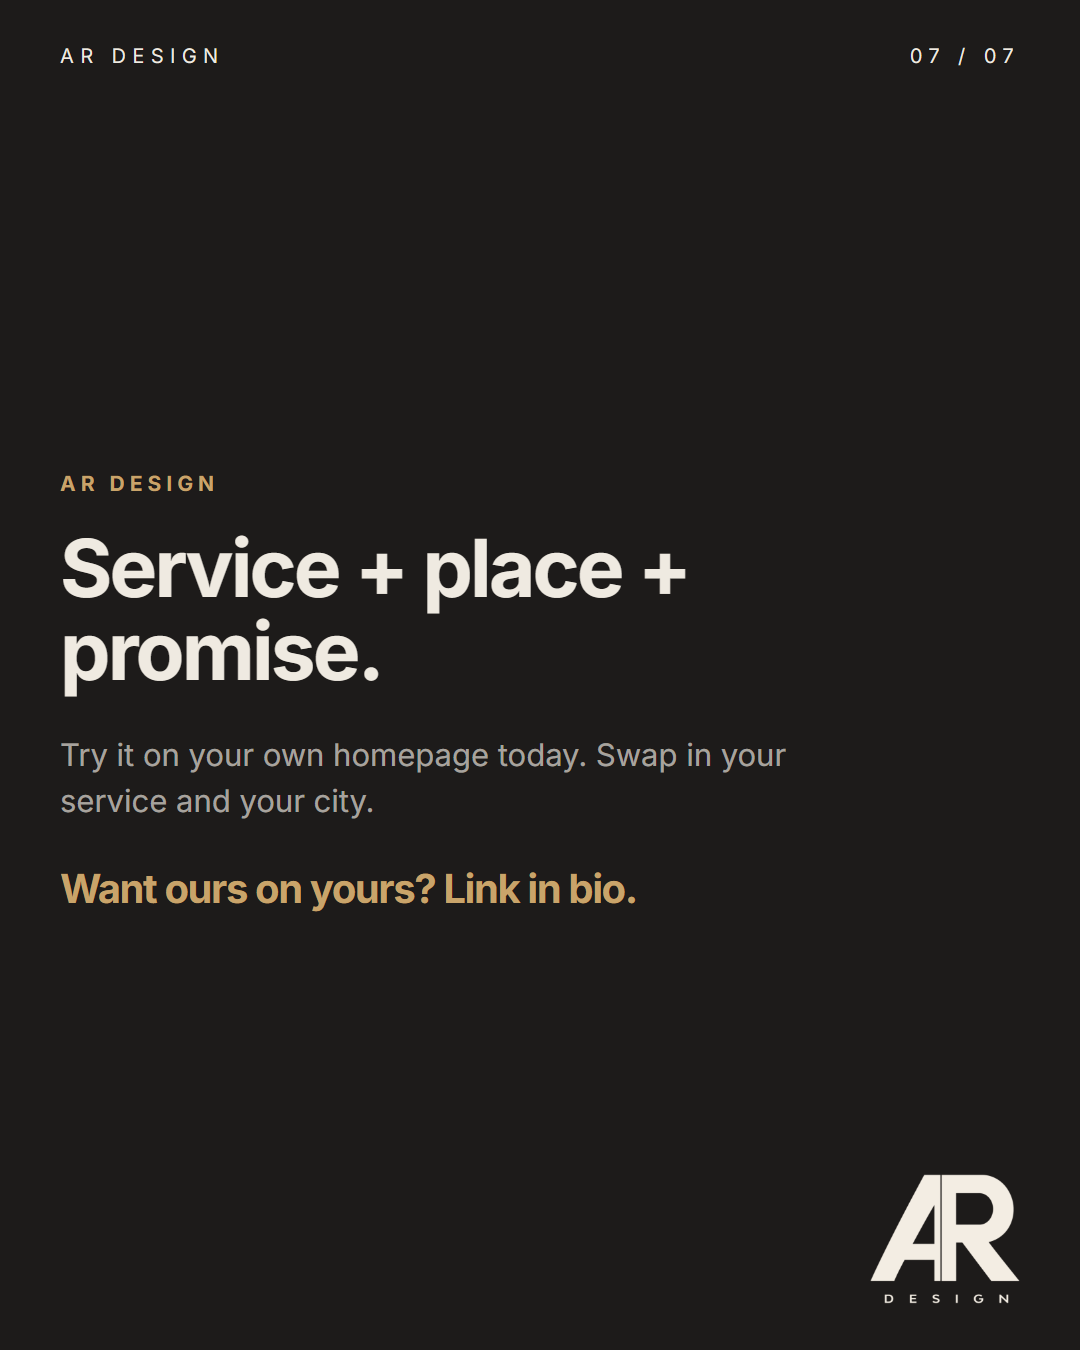 AR DESIGN
07 / 07
AR DESIGN
Service + place +
promise.
Try it on your own homepage today. Swap in your
service and your city.
Want ours on yours? Link in bio.
AR
DESIGN